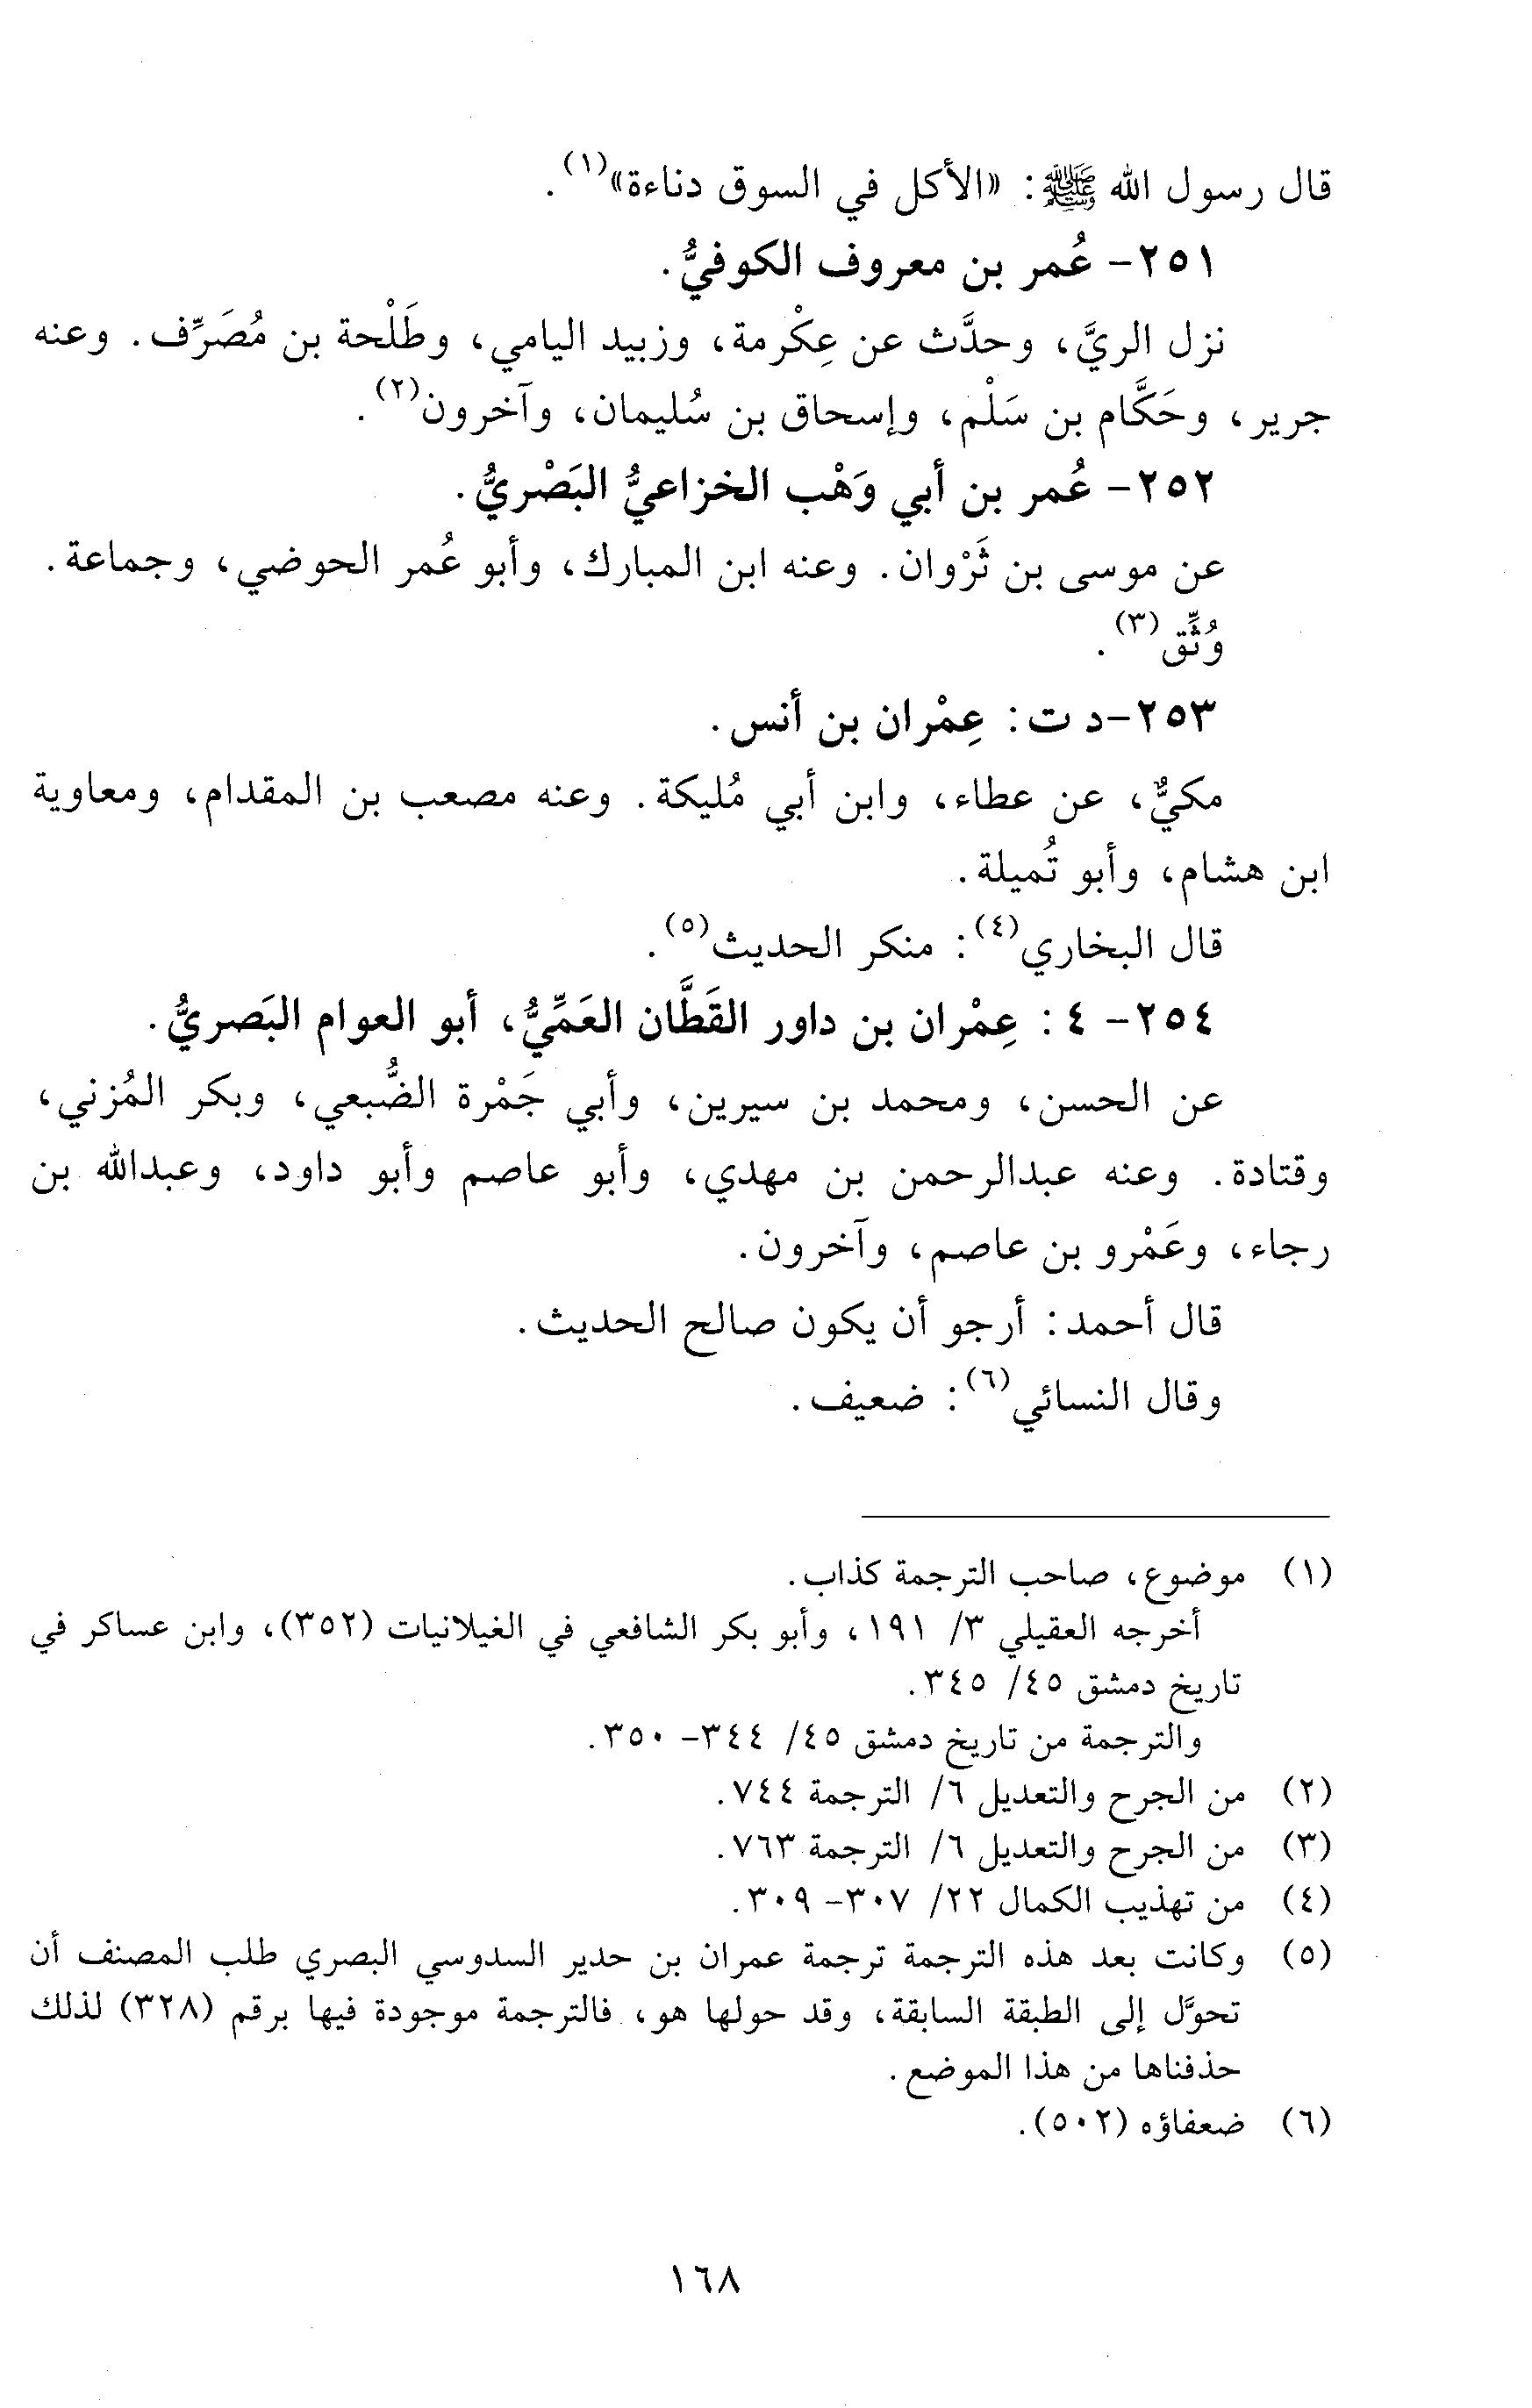 قال رسول الله ﷺ: «الأكل في السوق دناءة»(١).
٢٥١- عُمر بن معروف الكوفيُّ.
نزل الريَّ، وحدَّث عن عِكْرمة، وزبيد اليامي، وطَلْحة بن مُصَرِّف. وعنه
جرير، وحَكَّام بن سَلْم، وإسحاق بن سُليمان، وآخرون(٢).
٢٥٢- عُمر بن أبي وَهْب الخزاعيُّ البَصْريُّ.
عن موسى بن ثَرْوان. وعنه ابن المبارك، وأبو عُمر الحوضي، وجماعة.
وُثِّق(٣).
٢٥٣-د ت: عِمْران بن أنس.
مكيٌّ، عن عطاء، وابن أبي مُليكة. وعنه مصعب بن المقدام، ومعاوية
ابن هشام، وأبو تُميلة.
قال البخاري(٤): منكر الحديث(٥).
٢٥٤- ٤: عِمْران بن داور القَطَّان العَمِّيُّ، أبو العوام البَصريُّ.
عن الحسن، ومحمد بن سيرين، وأبي جَمْرة الضُّبعي، وبكر المُزني،
وقتادة. وعنه عبدالرحمن بن مهدي، وأبو عاصم وأبو داود، وعبدالله بن
رجاء، وعَمْرو بن عاصم، وآخرون.
قال أحمد: أرجو أن يكون صالح الحديث.
وقال النسائي(٦): ضعيف.
(١) موضوع، صاحب الترجمة كذاب.
أخرجه العقيلي ٣/ ١٩١، وأبو بكر الشافعي في الغيلانيات (٣٥٢)، وابن عساكر في
تاريخ دمشق ٤٥/ ٣٤٥.
والترجمة من تاريخ دمشق ٤٥/ ٣٤٤- ٣٥٠.
(٢) من الجرح والتعديل ٦/ الترجمة ٧٤٤.
(٣) من الجرح والتعديل ٦/ الترجمة ٧٦٣.
(٤) من تهذيب الكمال ٢٢/ ٣٠٧- ٣٠٩.
(٥) وكانت بعد هذه الترجمة ترجمة عمران بن حدير السدوسي البصري طلب المصنف أن
تحوَّل إلى الطبقة السابقة، وقد حولها هو، فالترجمة موجودة فيها برقم (٣٢٨) لذلك
حذفناها من هذا الموضع.
(٦) ضعفاؤه (٥٠٢).
١٦٨